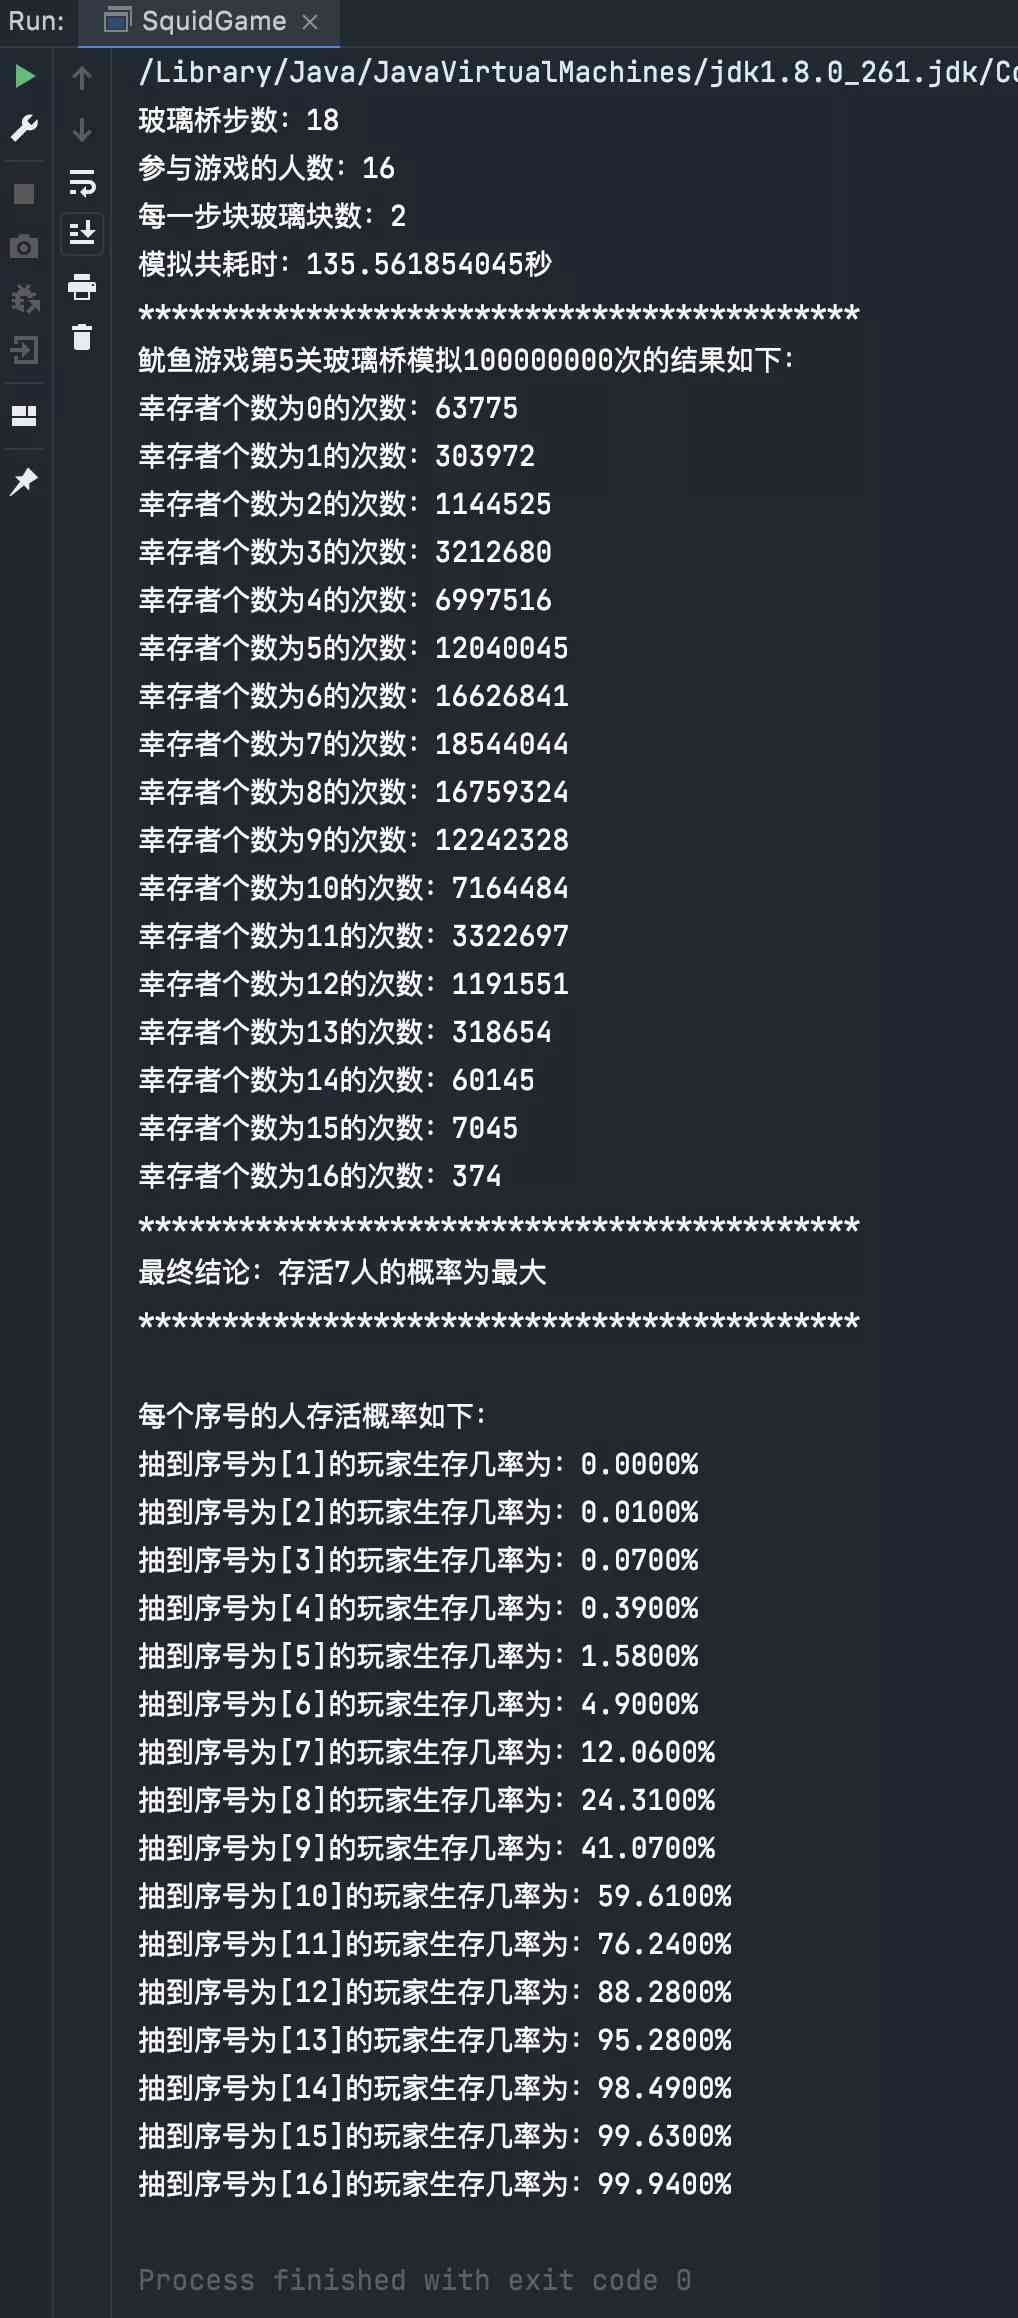 Run: SquidGame
/Library/Java/JavaVirtualMachines/jdk1.8.0_261.jdk/Co
玻璃桥步数：18
参与游戏的人数：16
每一步块玻璃块数：2
模拟共耗时：135.561854045秒
*******************************************
鱿鱼游戏第5关玻璃桥模拟100000000次的结果如下：
幸存者个数为0的次数：63775
幸存者个数为1的次数：303972
幸存者个数为2的次数：1144525
幸存者个数为3的次数：3212680
幸存者个数为4的次数：6997516
幸存者个数为5的次数：12040045
幸存者个数为6的次数：16626841
幸存者个数为7的次数：18544044
幸存者个数为8的次数：16759324
幸存者个数为9的次数：12242328
幸存者个数为10的次数：7164484
幸存者个数为11的次数：3322697
幸存者个数为12的次数：1191551
幸存者个数为13的次数：318654
幸存者个数为14的次数：60145
幸存者个数为15的次数：7045
幸存者个数为16的次数：374
*******************************************
最终结论：存活7人的概率为最大
*******************************************
每个序号的人存活概率如下：
抽到序号为[1]的玩家生存几率为：0.0000%
抽到序号为[2]的玩家生存几率为：0.0100%
抽到序号为[3]的玩家生存几率为：0.0700%
抽到序号为[4]的玩家生存几率为：0.3900%
抽到序号为[5]的玩家生存几率为：1.5800%
抽到序号为[6]的玩家生存几率为：4.9000%
抽到序号为[7]的玩家生存几率为：12.0600%
抽到序号为[8]的玩家生存几率为：24.3100%
抽到序号为[9]的玩家生存几率为：41.0700%
抽到序号为[10]的玩家生存几率为：59.6100%
抽到序号为[11]的玩家生存几率为：76.2400%
抽到序号为[12]的玩家生存几率为：88.2800%
抽到序号为[13]的玩家生存几率为：95.2800%
抽到序号为[14]的玩家生存几率为：98.4900%
抽到序号为[15]的玩家生存几率为：99.6300%
抽到序号为[16]的玩家生存几率为：99.9400%
Process finished with exit code 0